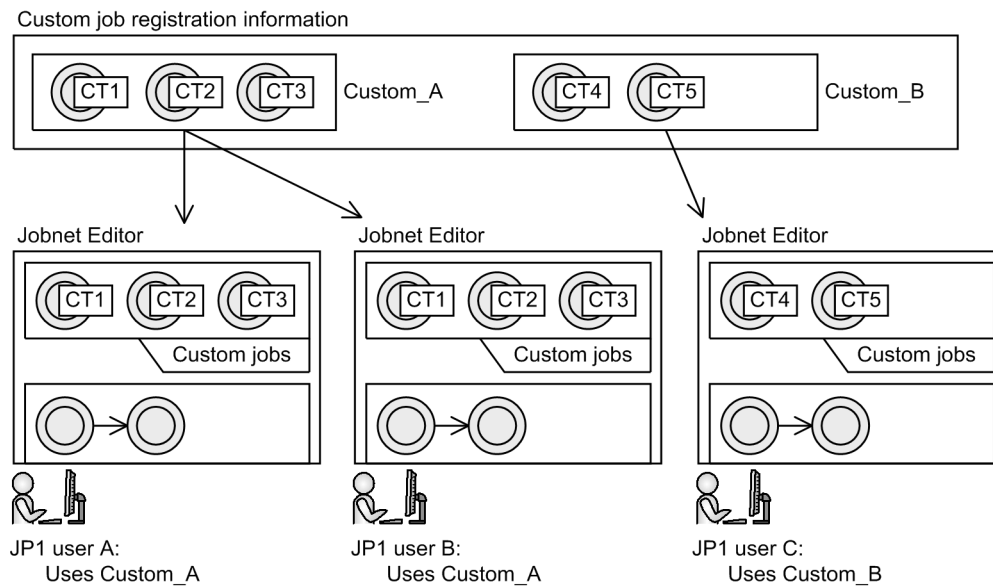 Custom job registration information
CT1 CT2 CT3 Custom_A CT4 CT5 Custom_B
Jobnet Editor Jobnet Editor Jobnet Editor
CT1 CT2 CT3 CT1 CT2 CT3 CT4 CT5
Custom jobs Custom jobs Custom jobs
JP1 user A: JP1 user B: JP1 user C:
Uses Custom_A Uses Custom_A Uses Custom_B